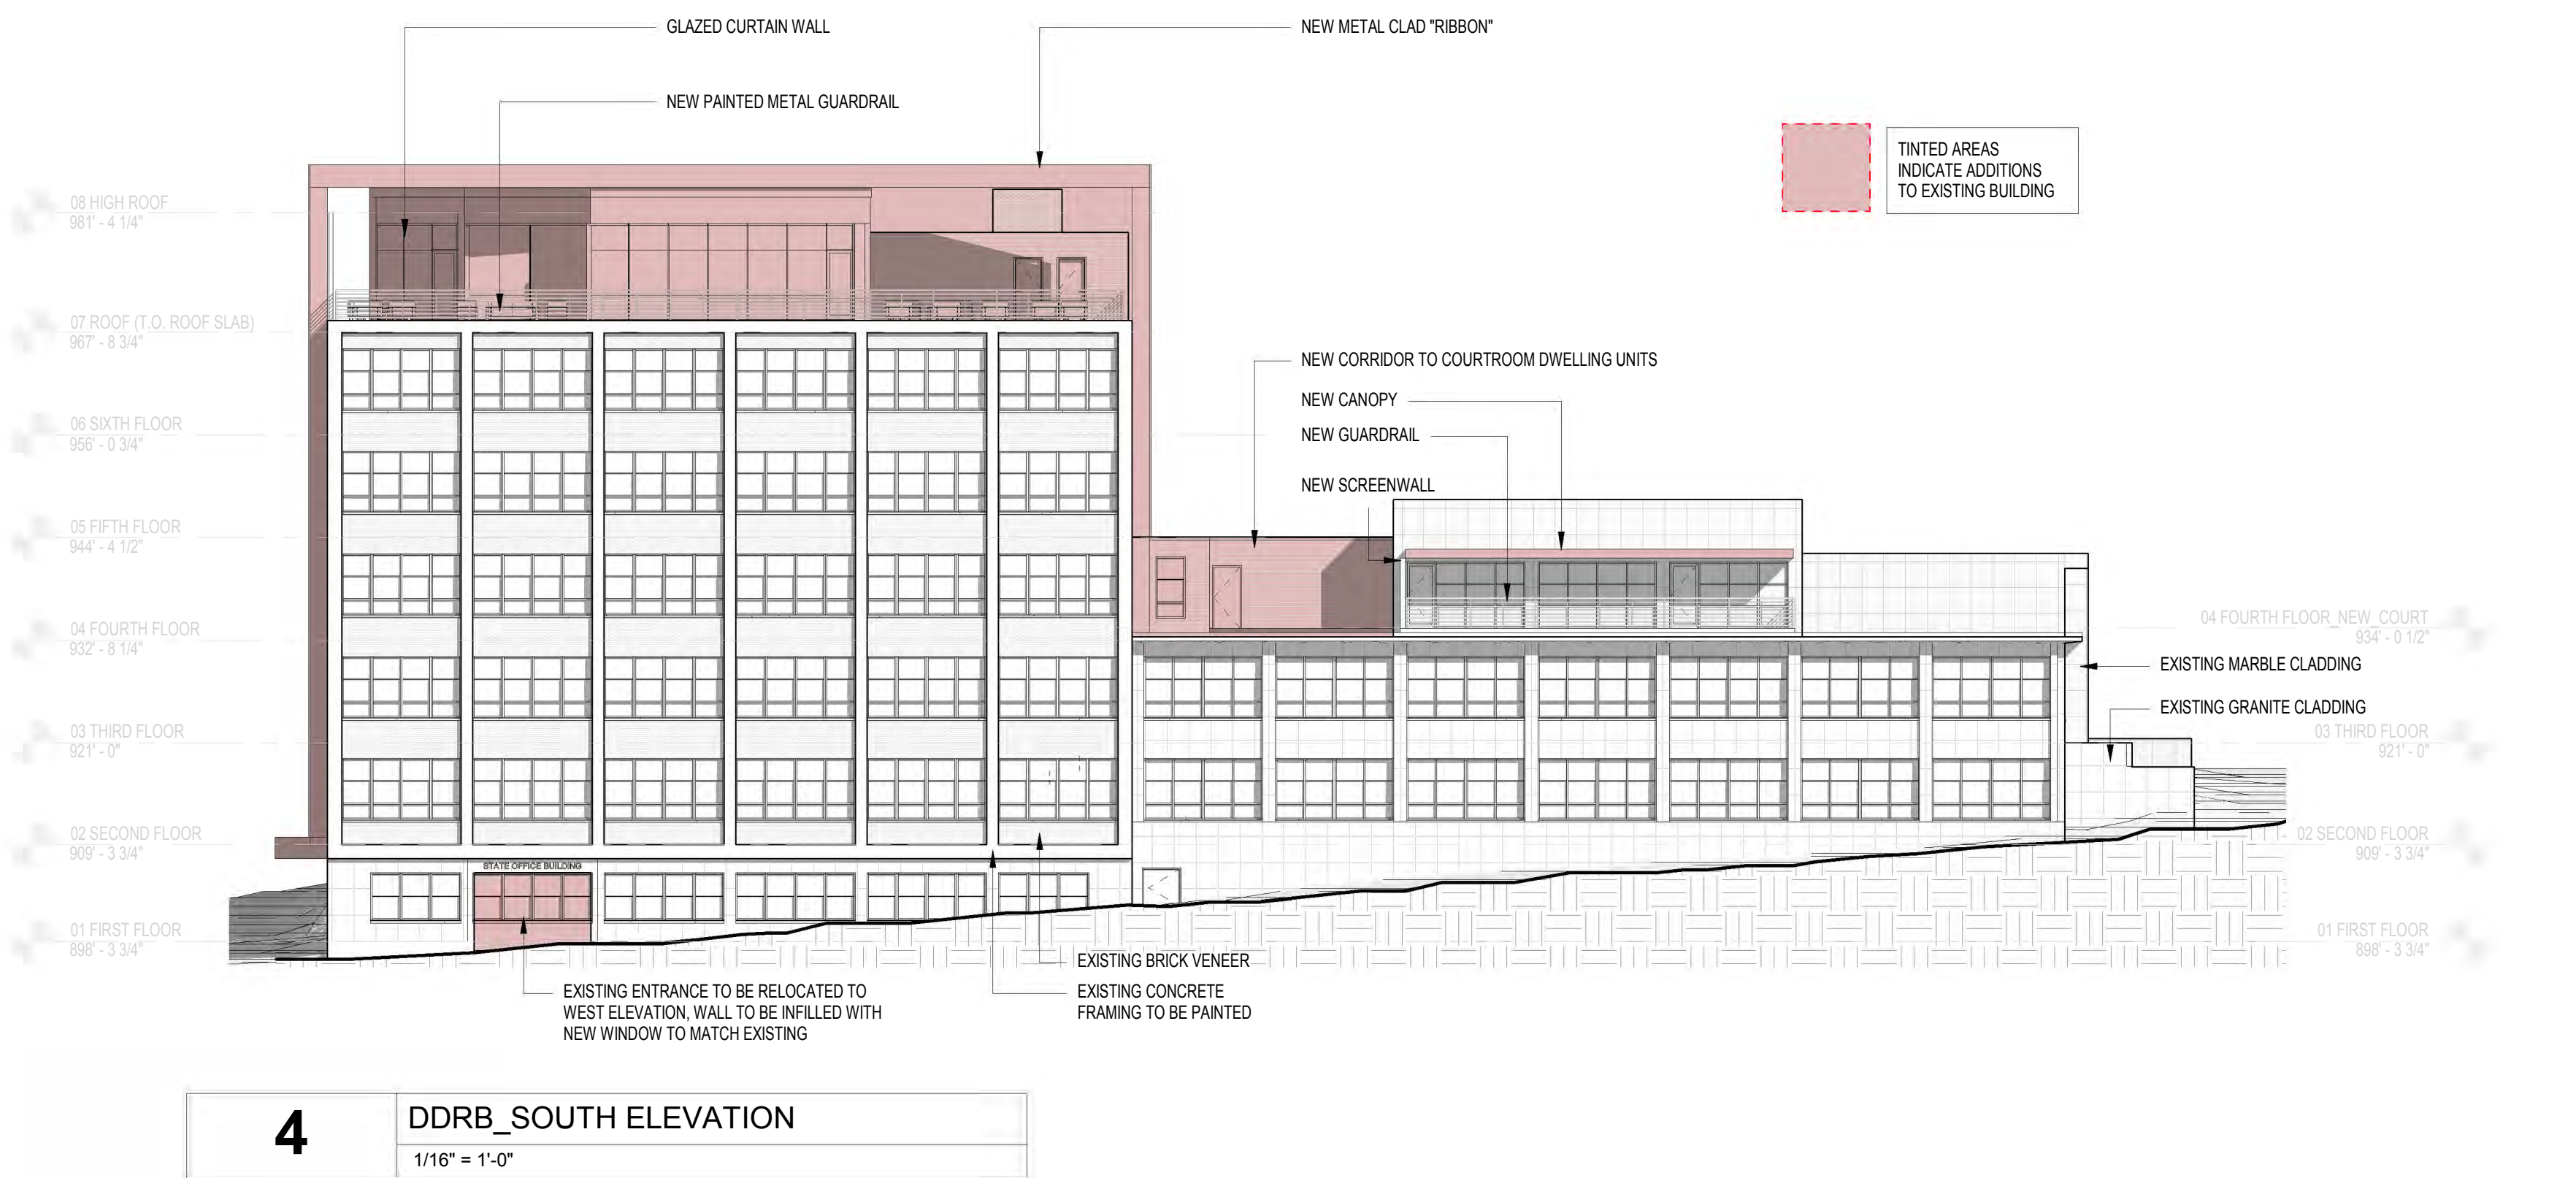 GLAZED CURTAIN WALL
NEW METAL CLAD "RIBBON"
NEW PAINTED METAL GUARDRAIL
TINTED AREAS
INDICATE ADDITIONS
TO EXISTING BUILDING
08 HIGH ROOF
981' - 4 1/4"
07 ROOF (T.O. ROOF SLAB)
967' - 8 3/4"
06 SIXTH FLOOR
956' - 0 3/4"
05 FIFTH FLOOR
944' - 4 1/2"
04 FOURTH FLOOR
932' - 8 1/4"
03 THIRD FLOOR
921' - 0"
02 SECOND FLOOR
909' - 3 3/4"
01 FIRST FLOOR
898' - 3 3/4"
NEW CORRIDOR TO COURTROOM DWELLING UNITS
NEW CANOPY
NEW GUARDRAIL
NEW SCREENWALL
04 FOURTH FLOOR_NEW_COURT
934' - 0 1/2"
EXISTING MARBLE CLADDING
EXISTING GRANITE CLADDING
03 THIRD FLOOR
921' - 0"
02 SECOND FLOOR
909' - 3 3/4"
01 FIRST FLOOR
898' - 3 3/4"
STATE OFFICE BUILDING
EXISTING BRICK VENEER
EXISTING CONCRETE
FRAMING TO BE PAINTED
EXISTING ENTRANCE TO BE RELOCATED TO
WEST ELEVATION, WALL TO BE INFILLED WITH
NEW WINDOW TO MATCH EXISTING
4
DDRB_SOUTH ELEVATION
1/16" = 1'-0"